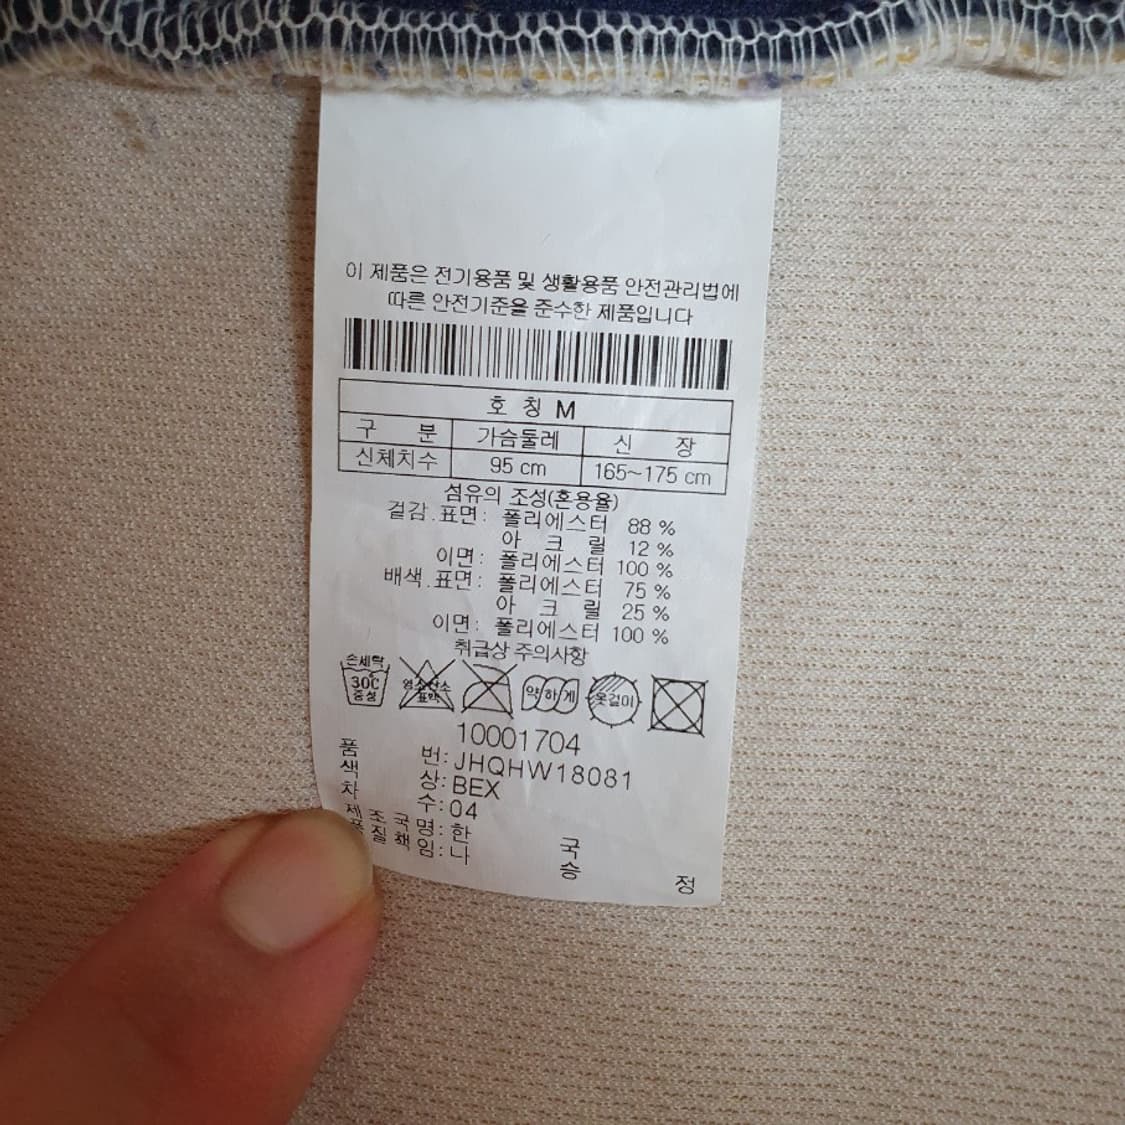 이 제품은 전기용품 및 생활용품 안전관리법에
따른 안전기준을 준수한 제품입니다
호 칭 M
구 분 가슴둘레 신 장
신체치수 95 cm 165~175 cm
섬유의 조성(혼용율)
겉감.표면: 폴리에스터 88 %
아 크 릴 12 %
이면: 폴리에스터 100 %
배색.표면: 폴리에스터 75 %
아 크 릴 25 %
이면: 폴리에스터 100 %
취급상 주의사항
손세탁 30C 중성 염소산소 표백 약하게 옷걸이
10001704
품 번: JHQHW18081
색 상: BEX
차 수: 04
제조국명: 한 국
품질책임: 나 승 정